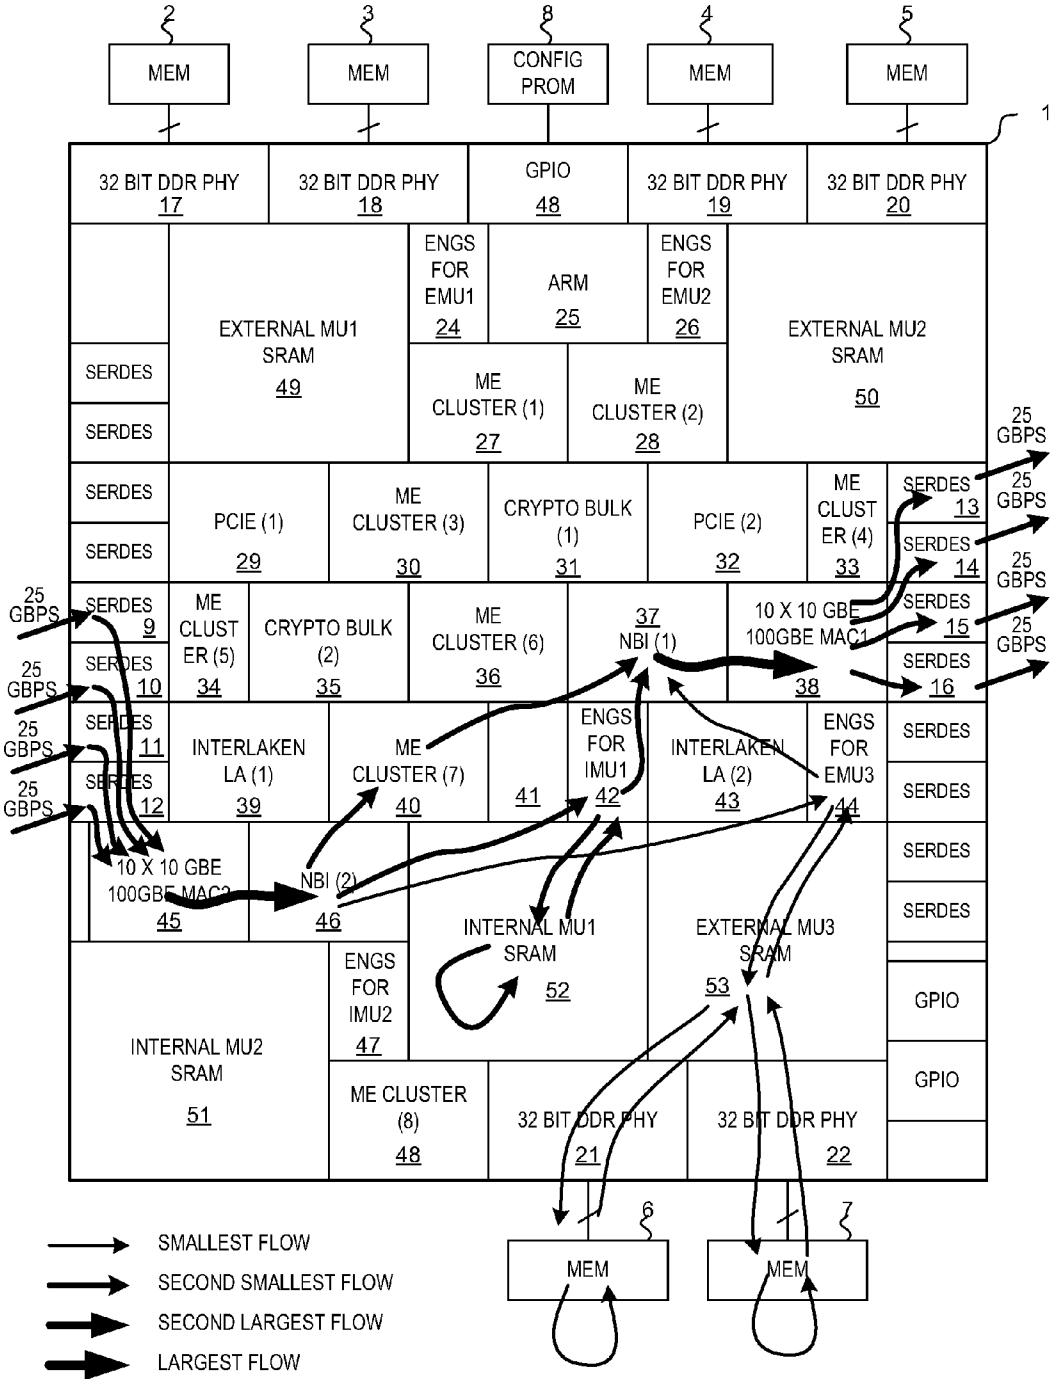 2
3
8
4
5
MEM
MEM
CONFIG
PROM
MEM
MEM
1
32 BIT DDR PHY
17
32 BIT DDR PHY
18
GPIO
48
32 BIT DDR PHY
19
32 BIT DDR PHY
20
EXTERNAL MU1
SRAM
49
ENGS
FOR
EMU1
24
ARM
25
ENGS
FOR
EMU2
26
EXTERNAL MU2
SRAM
50
SERDES
SERDES
ME
CLUSTER (1)
27
ME
CLUSTER (2)
28
25
GBPS
SERDES
SERDES
PCIE (1)
29
ME
CLUSTER (3)
30
CRYPTO BULK
(1)
31
PCIE (2)
32
ME
CLUST
ER (4)
33
SERDES
13
SERDES
14
25
GBPS
25
GBPS
25
GBPS
25
GBPS
SERDES
9
SERDES
10
ME
CLUST
ER (5)
34
CRYPTO BULK
(2)
35
ME
CLUSTER (6)
36
37
NBI (1)
10 X 10 GBE
100GBE MAC1
38
SERDES
15
SERDES
16
25
GBPS
25
GBPS
25
GBPS
SERDES
11
SERDES
12
INTERLAKEN
LA (1)
39
ME
CLUSTER (7)
40
41
ENGS
FOR
IMU1
42
INTERLAKEN
LA (2)
43
ENGS
FOR
EMU3
44
SERDES
SERDES
10 X 10 GBE
100GBE MAC2
45
NBI (2)
46
INTERNAL MU1
SRAM
52
EXTERNAL MU3
SRAM
53
SERDES
SERDES
INTERNAL MU2
SRAM
51
ENGS
FOR
IMU2
47
GPIO
GPIO
ME CLUSTER
(8)
48
32 BIT DDR PHY
21
32 BIT DDR PHY
22
6
7
MEM
MEM
SMALLEST FLOW
SECOND SMALLEST FLOW
SECOND LARGEST FLOW
LARGEST FLOW